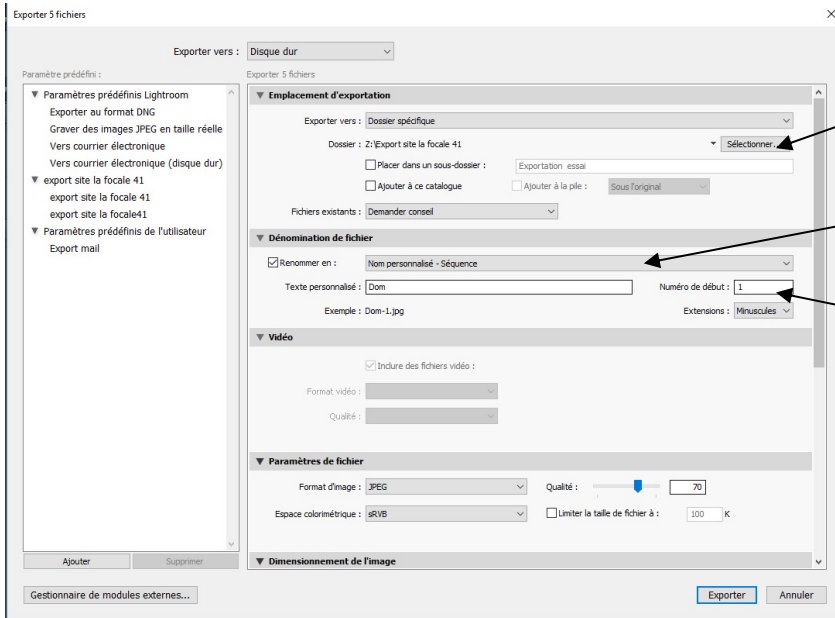 Exporter 5 fichiers
Exporter vers : Disque dur
Paramètre prédéfini :
Paramètres prédéfinis Lightroom
Exporter au format DNG
Graver des images JPEG en taille réelle
Vers courrier électronique
Vers courrier électronique (disque dur)
export site la focale 41
export site la focale 41
export site la focale41
Paramètres prédéfinis de l'utilisateur
Export mail
Ajouter Supprimer
Exporter 5 fichiers
Emplacement d'exportation
Exporter vers : Dossier spécifique
Dossier : Z:\Export site la focale 41 Sélectionner...
Placer dans un sous-dossier : Exportation essai
Ajouter à ce catalogue Ajouter à la pile : Sous l'original
Fichiers existants : Demander conseil
Dénomination de fichier
Renommer en : Nom personnalisé - Séquence
Texte personnalisé : Dom Numéro de début : 1
Exemple : Dom-1.jpg Extensions : Minuscules
Vidéo
Inclure des fichiers vidéo :
Format vidéo :
Qualité :
Paramètres de fichier
Format d'image : JPEG Qualité : 70
Espace colorimétrique : sRVB Limiter la taille de fichier à : 100 K
Dimensionnement de l'image
Gestionnaire de modules externes... Exporter Annuler